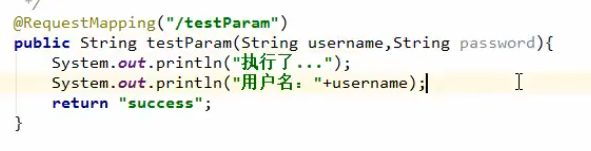 */
@RequestMapping("/testParam")
public String testParam(String username,String password){
System.out.println("执行了...");
System.out.println("用户名："+username);
return "success";
}